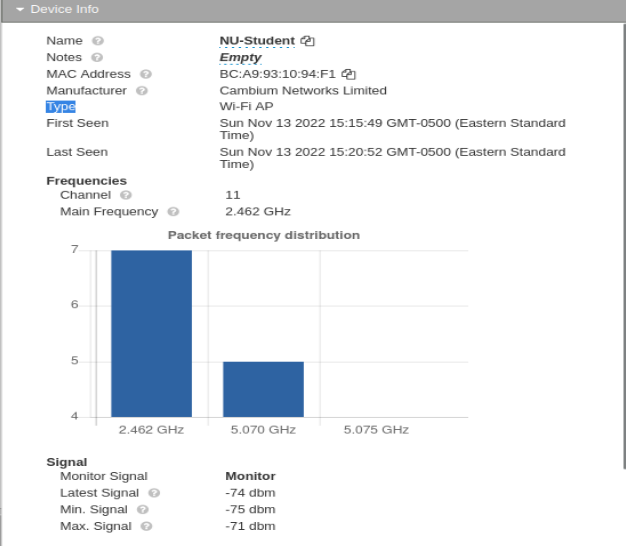 Device Info
Name NU-Student
Notes Empty
MAC Address BC:A9:93:10:94:F1
Manufacturer Cambium Networks Limited
Type Wi-Fi AP
First Seen Sun Nov 13 2022 15:15:49 GMT-0500 (Eastern Standard
Time)
Last Seen Sun Nov 13 2022 15:20:52 GMT-0500 (Eastern Standard
Time)
Frequencies
Channel 11
Main Frequency 2.462 GHz
Packet frequency distribution
7
6
5
4
2.462 GHz 5.070 GHz 5.075 GHz
Signal
Monitor Signal Monitor
Latest Signal -74 dbm
Min. Signal -75 dbm
Max. Signal -71 dbm